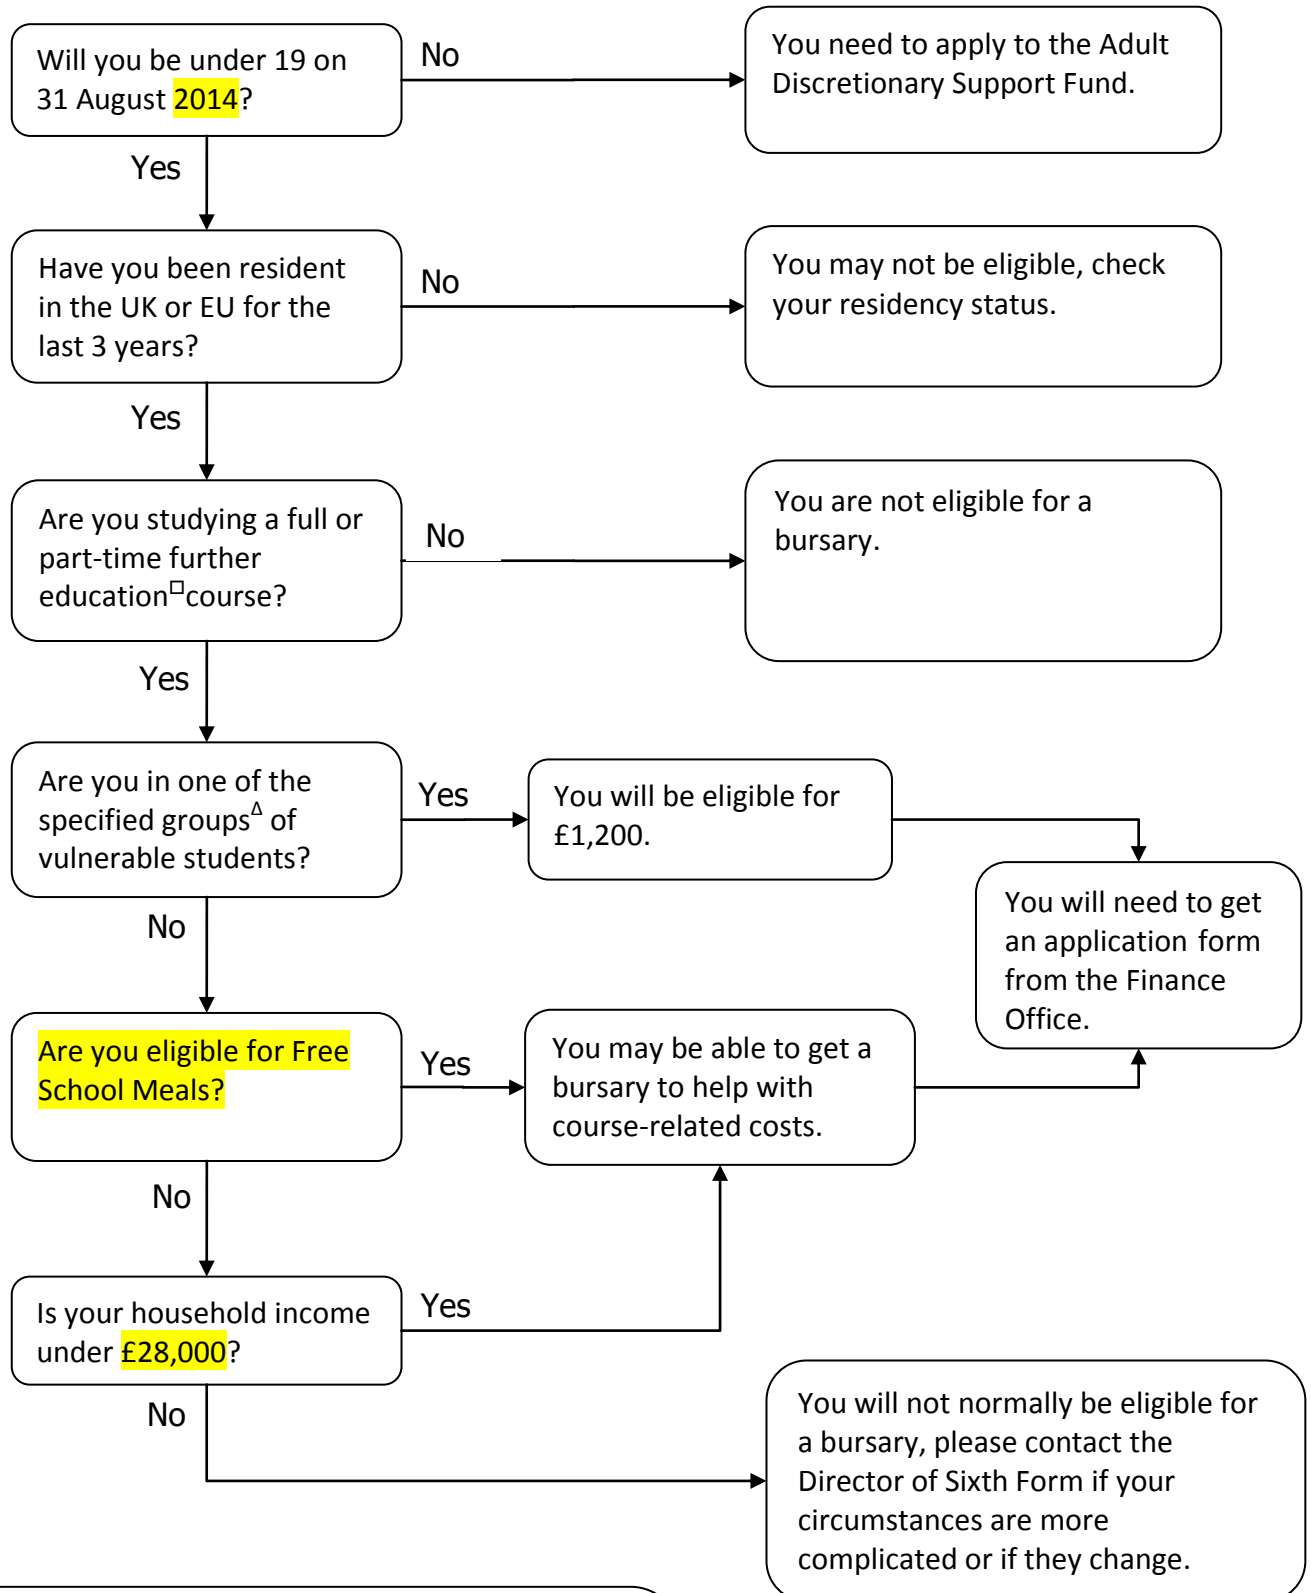 Will you be under 19 on
31 August 2014?
No
You need to apply to the Adult
Discretionary Support Fund.
Yes
Have you been resident
in the UK or EU for the
last 3 years?
No
You may not be eligible, check
your residency status.
Yes
Are you studying a full or
part-time further
education□course?
No
You are not eligible for a
bursary.
Yes
Are you in one of the
specified groupsΔ of
vulnerable students?
Yes
You will be eligible for
£1,200.
You will need to get
an application form
from the Finance
Office.
No
Are you eligible for Free
School Meals?
Yes
You may be able to get a
bursary to help with
course-related costs.
No
Is your household income
under £28,000?
Yes
No
You will not normally be eligible for
a bursary, please contact the
Director of Sixth Form if your
circumstances are more
complicated or if they change.